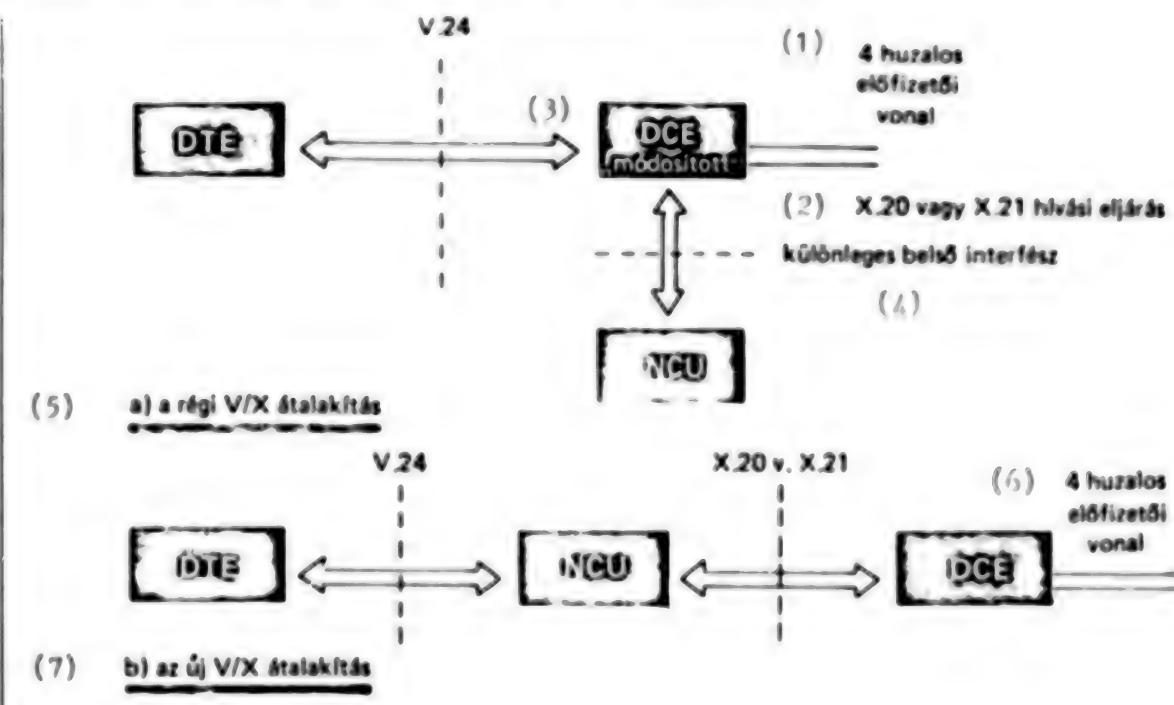 V.24
(1) 4 huzalos
előfizetői
vonal
DTE
(3)
DCE
módosított
(2) X.20 vagy X.21 hívási eljárás
különleges belső interfész
(4)
NCU
(5) a) a régi V/X átalakítás
V.24
X.20 v. X.21
(6) 4 huzalos
előfizetői
vonal
DTE
NCU
DCE
(7) b) az új V/X átalakítás